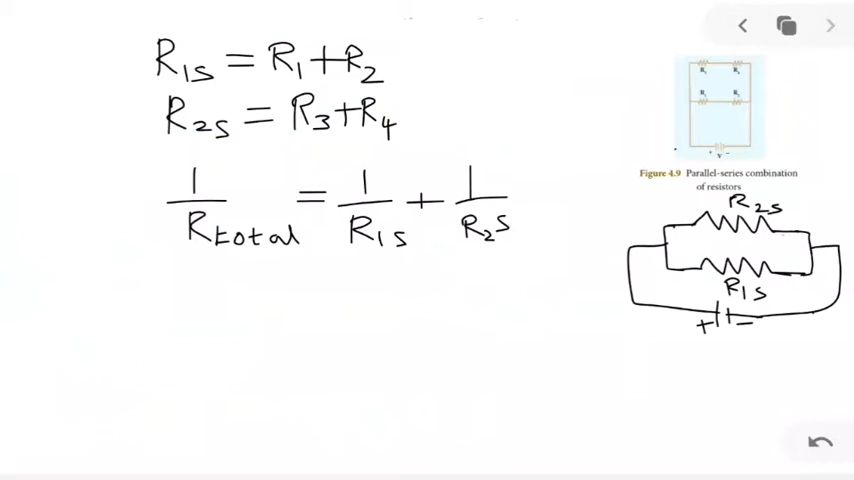 R1S = R1+R2
R2S = R3+R4
1/Rtotal = 1/R1S + 1/R2S
+ V −
Figure 4.9 Parallel-series combination
of resistors
R2S
R1S
+ −